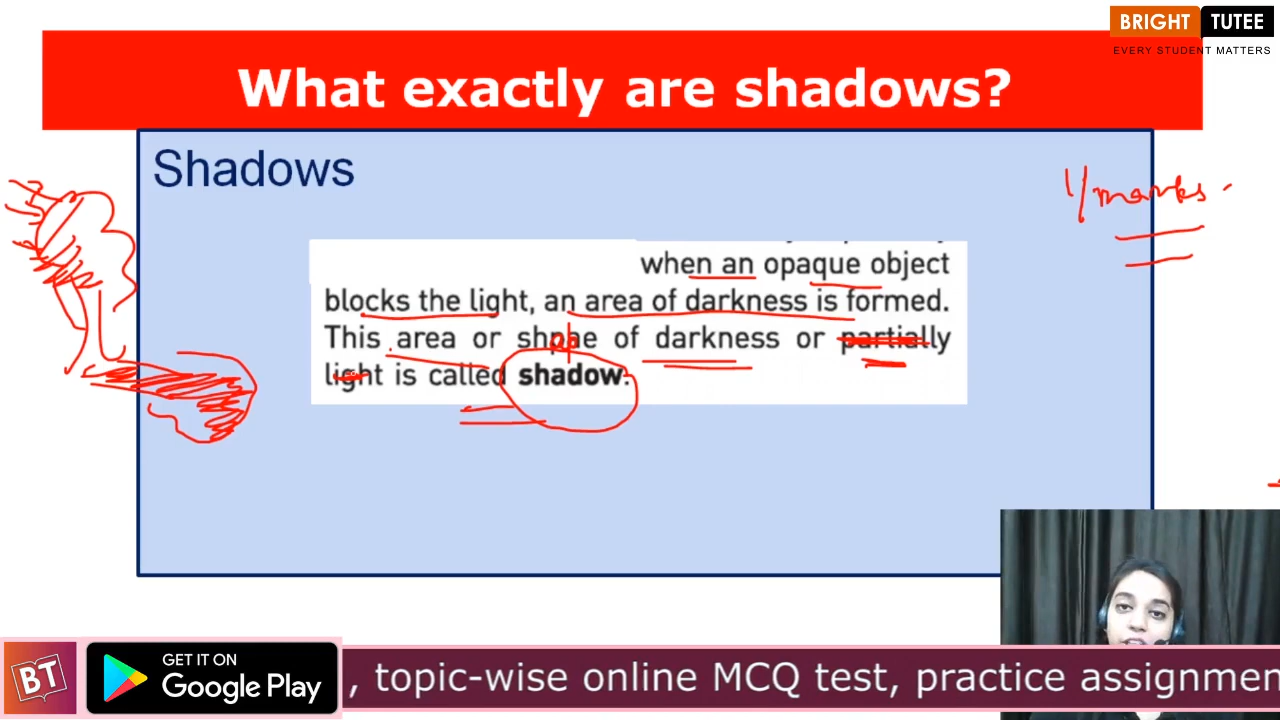 BRIGHT TUTEE
EVERY STUDENT MATTERS
What exactly are shadows?
Shadows
1/marks
when an opaque object
blocks the light, an area of darkness is formed.
This area or shpae of darkness or partially
light is called shadow.
BT
GET IT ON
Google Play
, topic-wise online MCQ test, practice assignmen